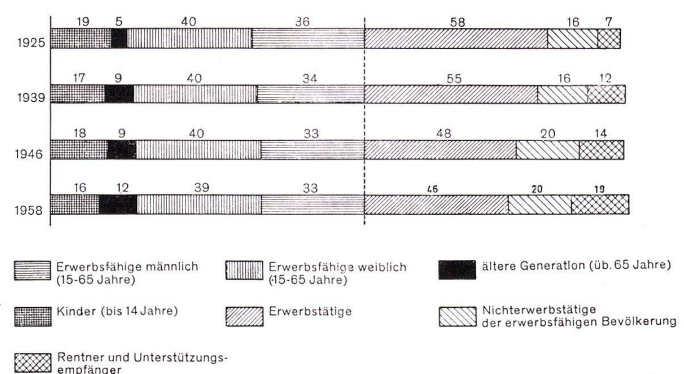 19 5 40 36 58 16 7
1925
17 9 40 34 55 16 12
1939
18 9 40 33 48 20 14
1946
16 12 39 33 46 20 19
1958
Erwerbsfähige männlich
(15-65 Jahre)
Erwerbsfähige weiblich
(15-65 Jahre)
ältere Generation (üb. 65 Jahre)
Kinder (bis 14 Jahre)
Erwerbstätige
Nichterwerbstätige
der erwerbsfähigen Bevölkerung
Rentner und Unterstützungs-
empfänger